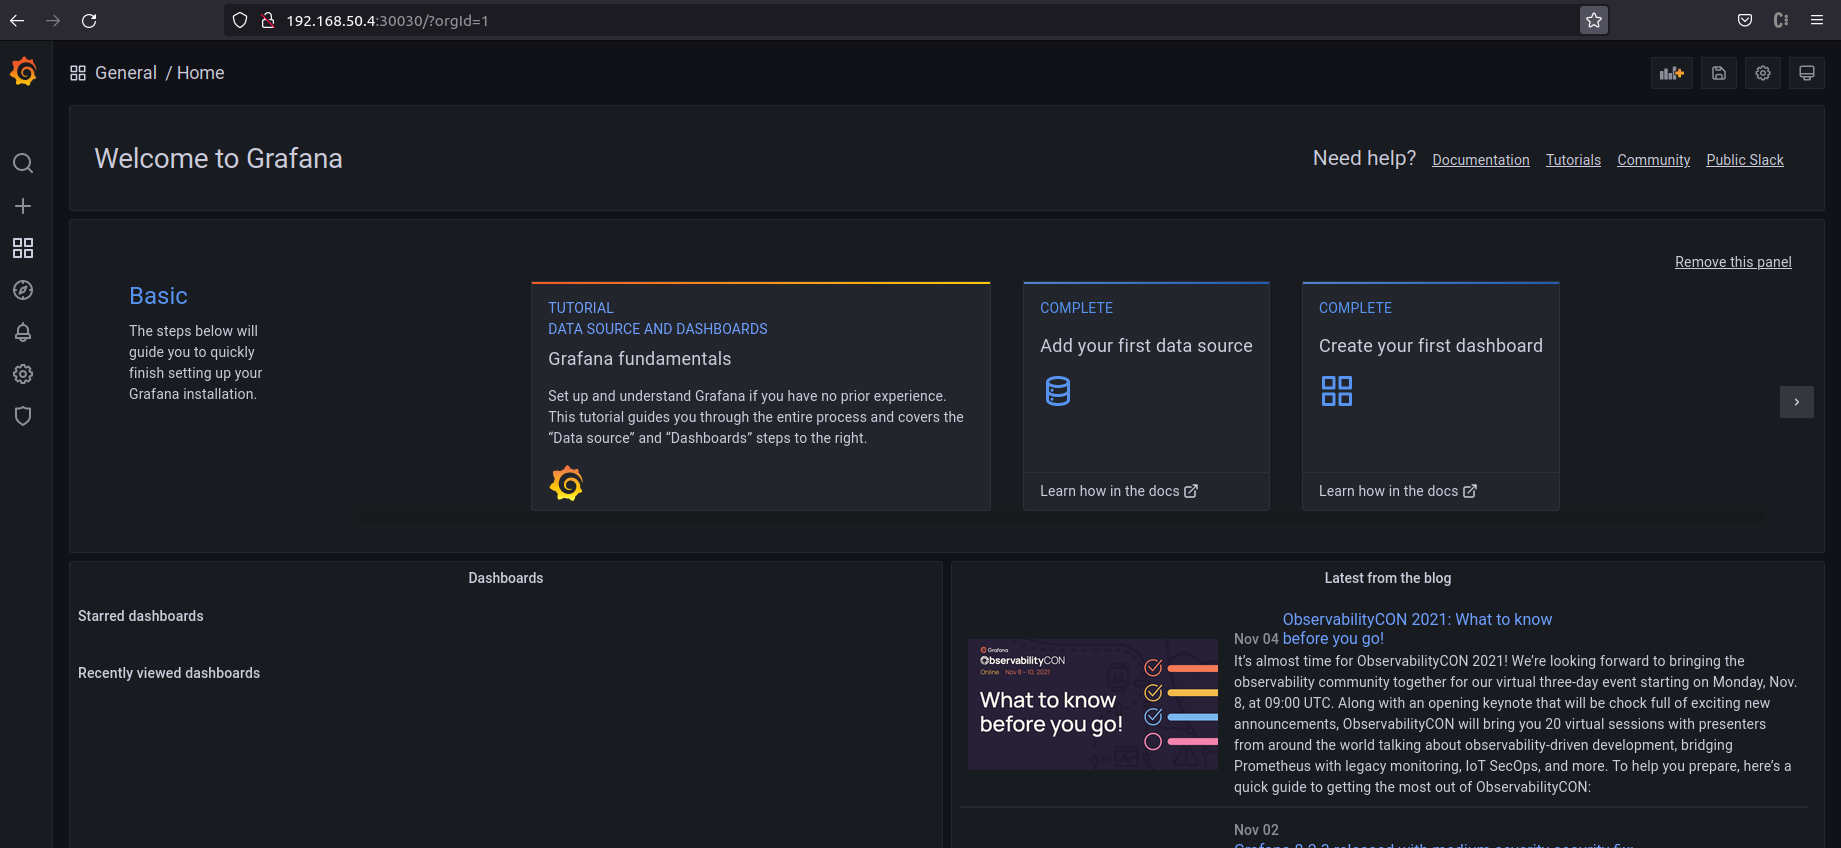 192.168.50.4:30030/?orgId=1
General / Home
Welcome to Grafana
Need help? Documentation Tutorials Community Public Slack
Remove this panel
Basic
The steps below will
guide you to quickly
finish setting up your
Grafana installation.
TUTORIAL
DATA SOURCE AND DASHBOARDS
Grafana fundamentals
Set up and understand Grafana if you have no prior experience.
This tutorial guides you through the entire process and covers the
“Data source” and “Dashboards” steps to the right.
COMPLETE
Add your first data source
Learn how in the docs
COMPLETE
Create your first dashboard
Learn how in the docs
Dashboards
Starred dashboards
Recently viewed dashboards
Latest from the blog
Grafana
ObservabilityCON
Online Nov 8 – 10, 2021
What to know
before you go!
ObservabilityCON 2021: What to know
Nov 04 before you go!
It’s almost time for ObservabilityCON 2021! We’re looking forward to bringing the
observability community together for our virtual three-day event starting on Monday, Nov.
8, at 09:00 UTC. Along with an opening keynote that will be chock full of exciting new
announcements, ObservabilityCON will bring you 20 virtual sessions with presenters
from around the world talking about observability-driven development, bridging
Prometheus with legacy monitoring, IoT SecOps, and more. To help you prepare, here’s a
quick guide to getting the most out of ObservabilityCON:
Nov 02